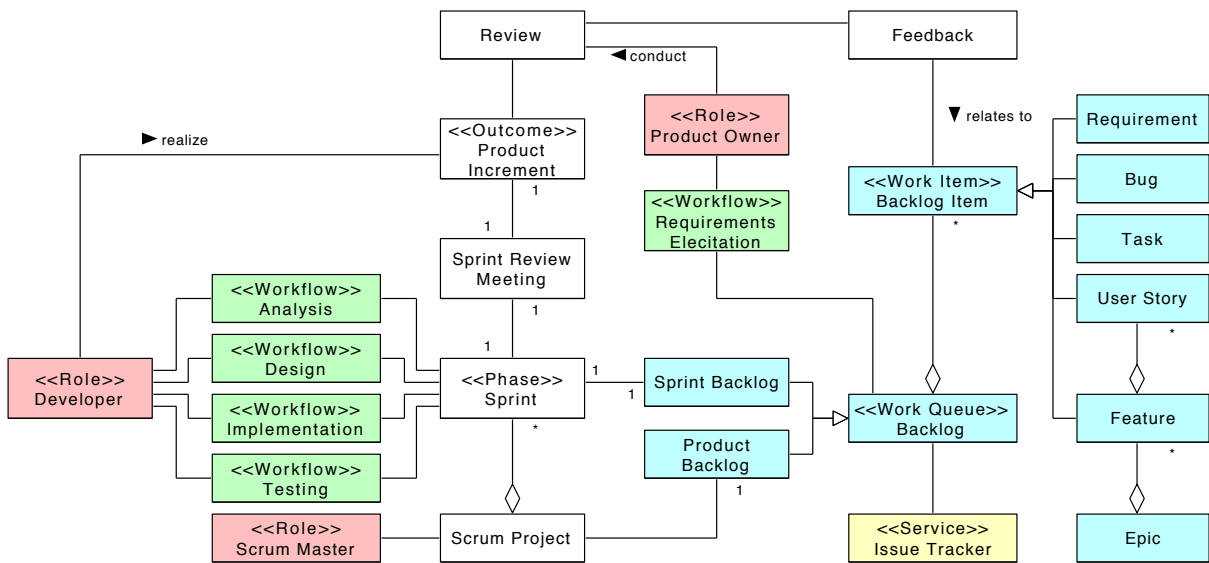 Review
Feedback
conduct
<<Role>>
Product Owner
relates to
Requirement
<<Outcome>>
Product
Increment
1
realize
<<Work Item>>
Backlog Item
*
Bug
<<Workflow>>
Requirements
Elecitation
Task
1
Sprint Review
Meeting
1
User Story
*
<<Workflow>>
Analysis
<<Workflow>>
Design
1
<<Role>>
Developer
<<Phase>>
Sprint
*
1
1
Sprint Backlog
<<Workflow>>
Implementation
<<Work Queue>>
Backlog
Feature
*
Product
Backlog
1
<<Workflow>>
Testing
<<Role>>
Scrum Master
Scrum Project
<<Service>>
Issue Tracker
Epic